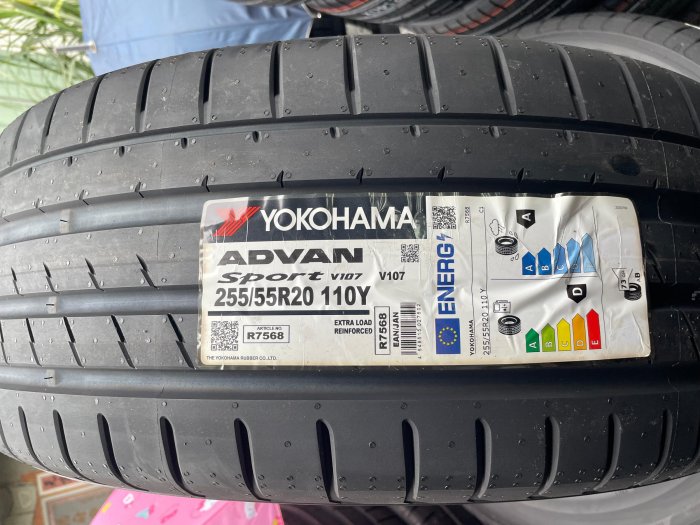 YOKOHAMA
ADVAN
Sport V107 V107
255/55R20 110Y
ARTICLE NO.
R7568
EXTRA LOAD
REINFORCED
THE YOKOHAMA RUBBER CO.,LTD.
R7568
EAN/JAN
ENERG
YOKOHAMA
255/55R20 110 Y
R7568
C1
A
A B C D E
D
A B C D E
73 dB
B